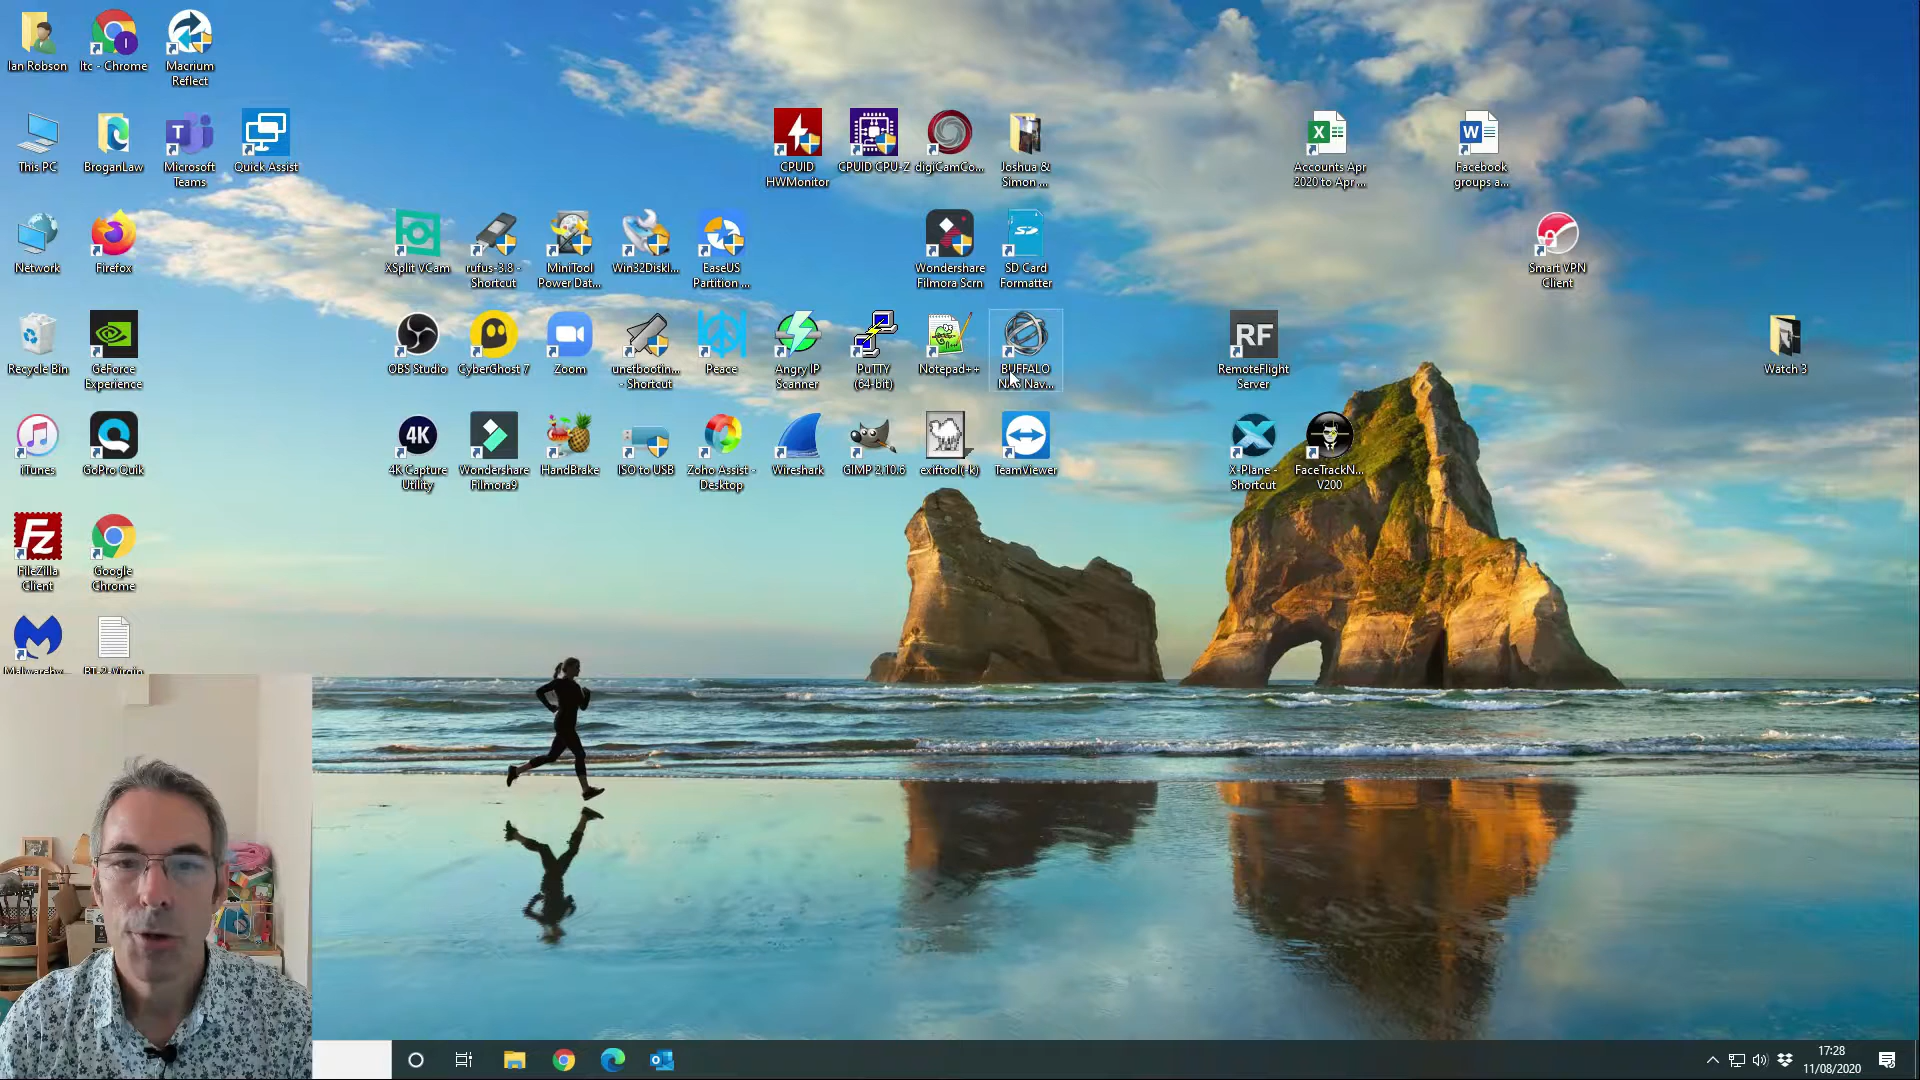 Ian Robson
Itc - Chrome
Macrium
Reflect
This PC
BroganLaw
Microsoft
Teams
Quick Assist
CPUID
HWMonitor
CPUID CPU-Z
digiCamCo...
Joshua &
Simon ...
Accounts Apr
2020 to Apr ...
Facebook
groups a...
Network
Firefox
XSplit VCam
rufus-3.8 -
Shortcut
MiniTool
Power Dat...
Win32DiskI...
EaseUS
Partition ...
Wondershare
Filmora Scrn
SD Card
Formatter
Smart VPN
Client
Recycle Bin
GeForce
Experience
OBS Studio
CyberGhost 7
Zoom
unetbootin...
- Shortcut
Peace
Angry IP
Scanner
PuTTY
(64-bit)
Notepad++
BUFFALO
NAS Nav...
RF
RemoteFlight
Server
Watch 3
iTunes
GoPro Quik
4K
4K Capture
Utility
Wondershare
Filmora9
HandBrake
ISO to USB
Zoho Assist -
Desktop
Wireshark
GIMP 2.10.6
exiftool(-k)
TeamViewer
X-Plane -
Shortcut
FaceTrackN...
V200
FileZilla
Client
Google
Chrome
17:28
11/08/2020